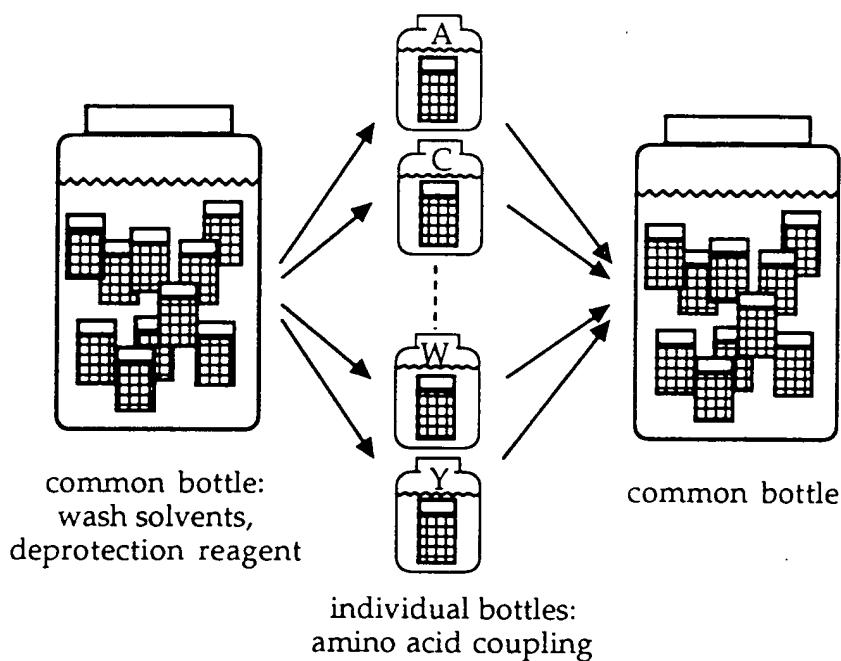 A
C
W
Y
common bottle:
wash solvents,
deprotection reagent
individual bottles:
amino acid coupling
common bottle